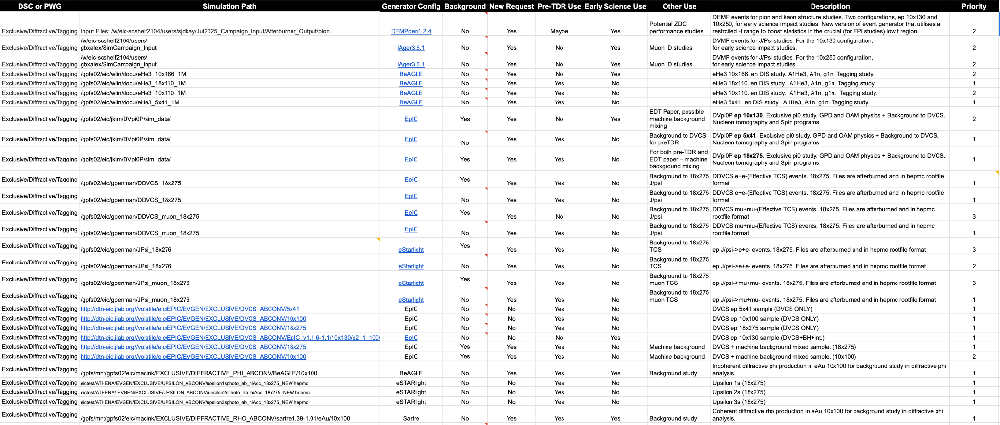 DSC or PWG Simulation Path Generator Config Background New Request Pre-TDR Use Early Science Use Other Use Description Priority
DEMP events for pion and kaon structure studies. Two configurations, ep 10x130 and
Potential ZDC 10x250, for early science impact studies. New version of event generator that utilises a
Exclusive/Diffractive/Tagging Input Files: /w/eic-scshelf2104/users/sjdkay/Jul2025_Campaign_Input/Afterburner_Output/pion DEMPgen1.2.4 No Yes Maybe Yes performance studies restrcited -t range to boost statistics in the crucial (for FPi studies) low t region. 2
/w/eic-scshelf2104/users/ DVMP events for J/Psi studies. For the 10x130 configuration,
Exclusive/Diffractive/Tagging gbxalex/SimCampaign_Input lAger3.6.1 No Yes No Yes Muon ID studies for early science impact studies. 2
/w/eic-scshelf2104/users/ DVMP events for J/Psi studies. For the 10x250 configuration,
Exclusive/Diffractive/Tagging gbxalex/SimCampaign_Input lAger3.6.1 No Yes No Yes Muon ID studies for early science impact studies. 2
Exclusive/Diffractive/Tagging /gpfs02/eic/wlin/docu/eHe3_10x166_1M BeAGLE No Yes No Yes eHe3 10x166. en DIS study. A1He3, A1n, g1n. Tagging study. 2
Exclusive/Diffractive/Tagging /gpfs02/eic/wlin/docu/eHe3_18x110_1M BeAGLE No Yes Yes No eHe3 18x110. en DIS study.  A1He3, A1n, g1n. Tagging study. 1
Exclusive/Diffractive/Tagging /gpfs02/eic/wlin/docu/eHe3_10x110_1M BeAGLE No Yes Yes No eHe3 10x110. en DIS study. A1He3, A1n, g1n.  Tagging study. 2
Exclusive/Diffractive/Tagging /gpfs02/eic/wlin/docu/eHe3_5x41_1M BeAGLE No Yes Yes No eHe3 5x41. en DIS study.  A1He3, A1n, g1n. Tagging study. 1
EDT Paper, possible
Exclusive/Diffractive/Tagging /gpfs02/eic/jkim/DVpi0P/sim_data/ EpIC Yes Yes No Yes machine background DVpi0P ep 10x130. Exclusive pi0 study. GPD and OAM physics + Background to DVCS. 2
mixing Nucleon tomography and Spin programs
Exclusive/Diffractive/Tagging /gpfs02/eic/jkim/DVpi0P/sim_data/ EpIC No Yes Yes No Background to DVCS DVpi0P ep 5x41. Exclusive pi0 study. GPD and OAM physics + Background to DVCS. 1
for preTDR Nucleon tomography and Spin programs
For both pre-TDR and
Exclusive/Diffractive/Tagging /gpfs02/eic/jkim/DVpi0P/sim_data/ EpIC Yes Yes Yes No EDT paper – machine DVpi0P ep 18x275. Exclusive pi0 study. GPD and OAM physics + Background to DVCS. 1
background mixing Nucleon tomography and Spin programs
Exclusive/Diffractive/Tagging EpIC Yes Background to 18x275 DDVCS e+e-(Effective TCS) events. 18x275. Files are afterburned and in hepmc rootfile
/gpfs02/eic/gpenman/DDVCS_18x275 Yes Yes No J/psi format 1
Exclusive/Diffractive/Tagging EpIC Background to 18x275 DDVCS e+e-(Effective TCS) events. 18x275. Files are afterburned and in hepmc rootfile
/gpfs02/eic/gpenman/DDVCS_18x275 No Yes Yes No J/psi format 1
Exclusive/Diffractive/Tagging EpIC Yes Background to 18x275 DDVCS mu+mu-(Effective TCS) events. 18x275. Files are afterburned and in hepmc
/gpfs02/eic/gpenman/DDVCS_muon_18x275 Yes No No J/psi rootfile format 3
Exclusive/Diffractive/Tagging EpIC Background to 18x275 DDVCS mu+mu-(Effective TCS) events. 18x275. Files are afterburned and in hepmc
/gpfs02/eic/gpenman/DDVCS_muon_18x275 No Yes Yes No J/psi rootfile format 1
Exclusive/Diffractive/Tagging Yes Background to 18x275
/gpfs02/eic/gpenman/JPsi_18x276 eStarlight Yes Yes No TCS ep J/psi->e+e- events. 18x275. Files are afterburned and in hepmc rootfile format 3
Exclusive/Diffractive/Tagging Background to 18x275
/gpfs02/eic/gpenman/JPsi_18x276 eStarlight No Yes Yes No TCS ep J/psi->e+e- events. 18x275. Files are afterburned and in hepmc rootfile format 2
Exclusive/Diffractive/Tagging Yes Background to 18x275
/gpfs02/eic/gpenman/JPsi_muon_18x276 eStarlight Yes Yes No muon TCS ep J/psi->mu+mu- events. 18x275. Files are afterburned and in hepmc rootfile format 3
Exclusive/Diffractive/Tagging Background to 18x275
/gpfs02/eic/gpenman/JPsi_muon_18x276 eStarlight No Yes Yes No muon TCS ep J/psi->mu+mu- events. 18x275. Files are afterburned and in hepmc rootfile format 1
Exclusive/Diffractive/Tagging http://dtn-eic.jlab.org//volatile/eic/EPIC/EVGEN/EXCLUSIVE/DVCS_ABCONV/5x41 EpIC No No Yes No DVCS ep 5x41 sample (DVCS ONLY) 1
Exclusive/Diffractive/Tagging http://dtn-eic.jlab.org//volatile/eic/EPIC/EVGEN/EXCLUSIVE/DVCS_ABCONV/10x100 EpIC No No Yes No DVCS ep 10x100 sample (DVCS ONLY) 1
Exclusive/Diffractive/Tagging http://dtn-eic.jlab.org//volatile/eic/EPIC/EVGEN/EXCLUSIVE/DVCS_ABCONV/18x275 EpIC No No Yes No DVCS ep 18x275 sample (DVCS ONLY) 1
Exclusive/Diffractive/Tagging http://dtn-eic.jlab.org//volatile/eic/EPIC/EVGEN/EXCLUSIVE/DVCS_ABCONV/EpIC_v1.1.6-1.1/10x130/q2_1_100/ EpIC No No No Yes DVCS ep 10x130 sample (DVCS+BH+int.) 1
Exclusive/Diffractive/Tagging http://dtn-eic.jlab.org//volatile/eic/EPIC/EVGEN/EXCLUSIVE/DVCS_ABCONV/18x275 EpIC Yes Yes Yes No Machine background DVCS + machine background mixed sample. (18x275) 1
Exclusive/Diffractive/Tagging http://dtn-eic.jlab.org//volatile/eic/EPIC/EVGEN/EXCLUSIVE/DVCS_ABCONV/10x100 EpIC Yes Yes Yes No Machine background DVCS + machine background mixed sample. (10x100) 2
Exclusive/Diffractive/Tagging Incoherent diffractive phi production in eAu 10x100 for background study in diffractive phi
/gpfs/mnt/gpfs02/eic/macink/EXCLUSIVE/DIFFRACTIVE_PHI_ABCONV/BeAGLE/10x100 BeAGLE No Yes Yes Yes Background study analysis. 1
Exclusive/Diffractive/Tagging eictest/ATHENA/EVGEN/EXCLUSIVE/UPSILON_ABCONV/upsilon1sphoto_ab_hiAcc_18x275_NEW.hepmc eSTARlight No No Yes No Upsilon 1s (18x275) 1
Exclusive/Diffractive/Tagging eictest/ATHENA/ EVGEN/EXCLUSIVE/UPSILON_ABCONV/upsilon2sphoto_ab_hiAcc_18x275_NEW.hepmc eSTARlight No No Yes No Upsilon 2s (18x275) 1
Exclusive/Diffractive/Tagging eictest/ATHENA/EVGEN/EXCLUSIVE/UPSILON_ABCONV/upsilon3sphoto_ab_hiAcc_18x275_NEW.hepmc eSTARlight No No Yes No Upsilon 3s (18x275) 1
Exclusive/Diffractive/Tagging Coherent diffractive rho production in eAu 10x100 for background study in diffractive phi
/gpfs/mnt/gpfs02/eic/macink/EXCLUSIVE/DIFFRACTIVE_RHO_ABCONV/sartre1.39-1.01/eAu/10x100 Sartre No Yes Yes Yes Background study analysis. 1